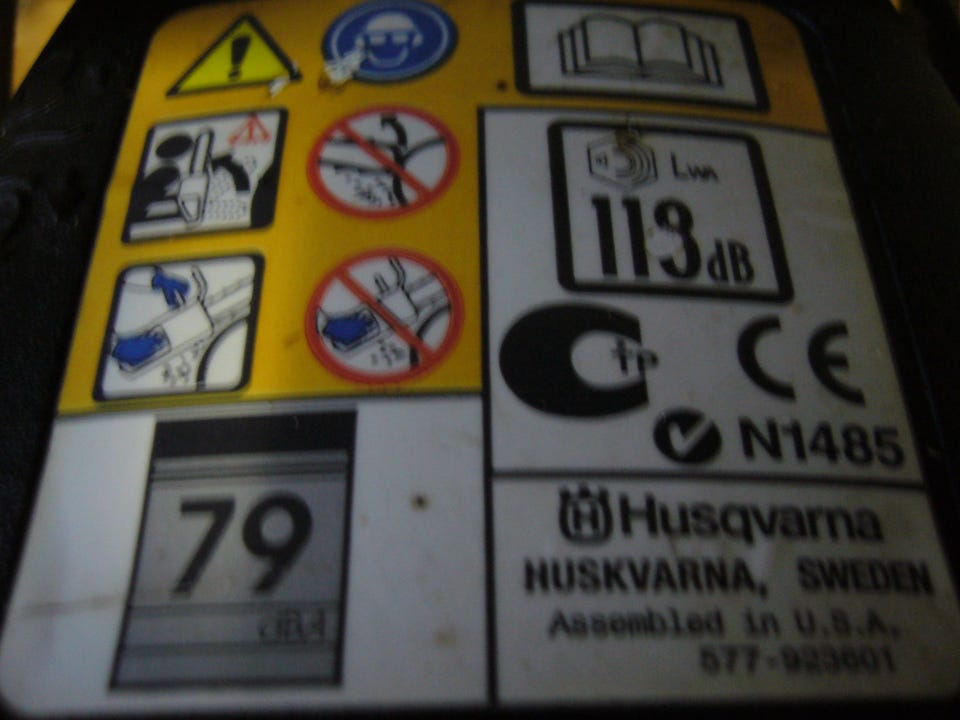 LWA
113dB
CE
N1485
79
dBA
Husqvarna
HUSKVARNA, SWEDEN
Assembled in U.S.A.
577-923601